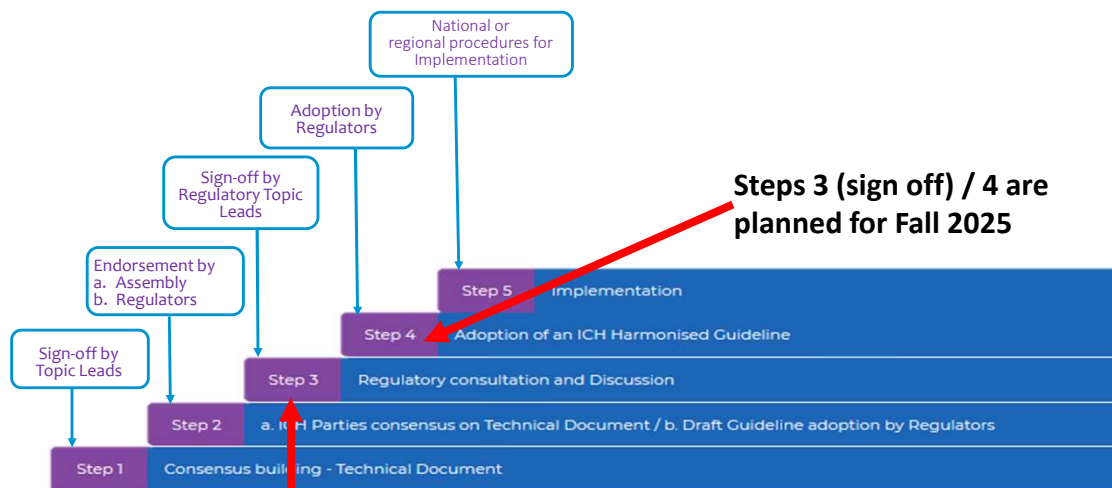 National or
regional procedures for
Implementation
Adoption by
Regulators
Sign-off by
Regulatory Topic
Leads
Steps 3 (sign off) / 4 are
planned for Fall 2025
Endorsement by
a. Assembly
b. Regulators
Sign-off by
Topic Leads
Step 5 Implementation
Step 4 Adoption of an ICH Harmonised Guideline
Step 3 Regulatory consultation and Discussion
Step 2 a. ICH Parties consensus on Technical Document / b. Draft Guideline adoption by Regulators
Step 1 Consensus building - Technical Document